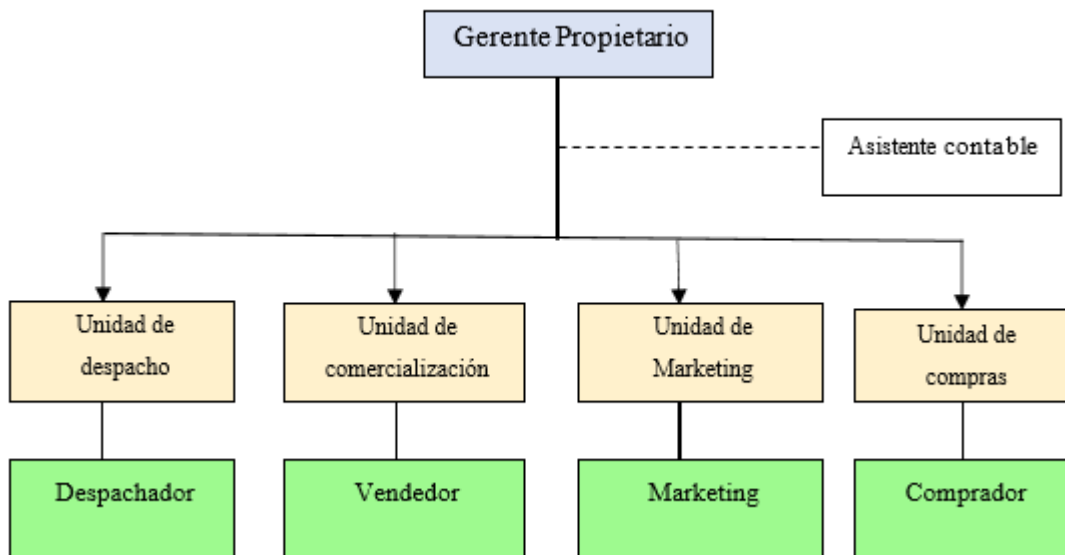 Gerente Propietario
Asistente contable
Unidad de
despacho
Unidad de
comercialización
Unidad de
Marketing
Unidad de
compras
Despachador
Vendedor
Marketing
Comprador